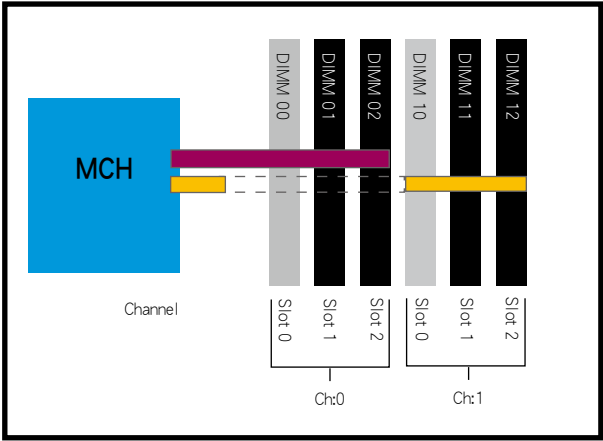 DIMM 00
DIMM 01
DIMM 02
DIMM 10
DIMM 11
DIMM 12
MCH
Channel
Slot 0
Slot 1
Slot 2
Slot 0
Slot 1
Slot 2
Ch:0
Ch:1